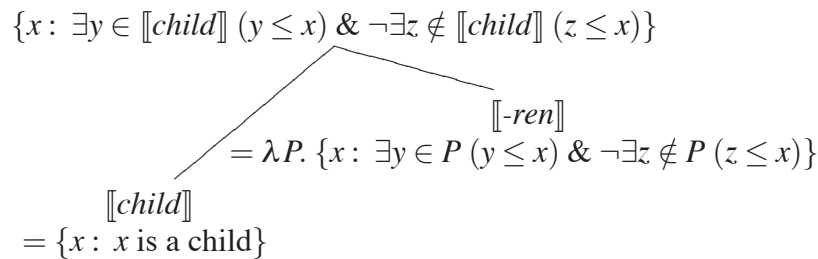 {x : ∃y ∈ ⟦child⟧ (y ≤ x) & ¬∃z ∉ ⟦child⟧ (z ≤ x)}
⟦-ren⟧
= λP. {x : ∃y ∈ P (y ≤ x) & ¬∃z ∉ P (z ≤ x)}
⟦child⟧
= {x : x is a child}